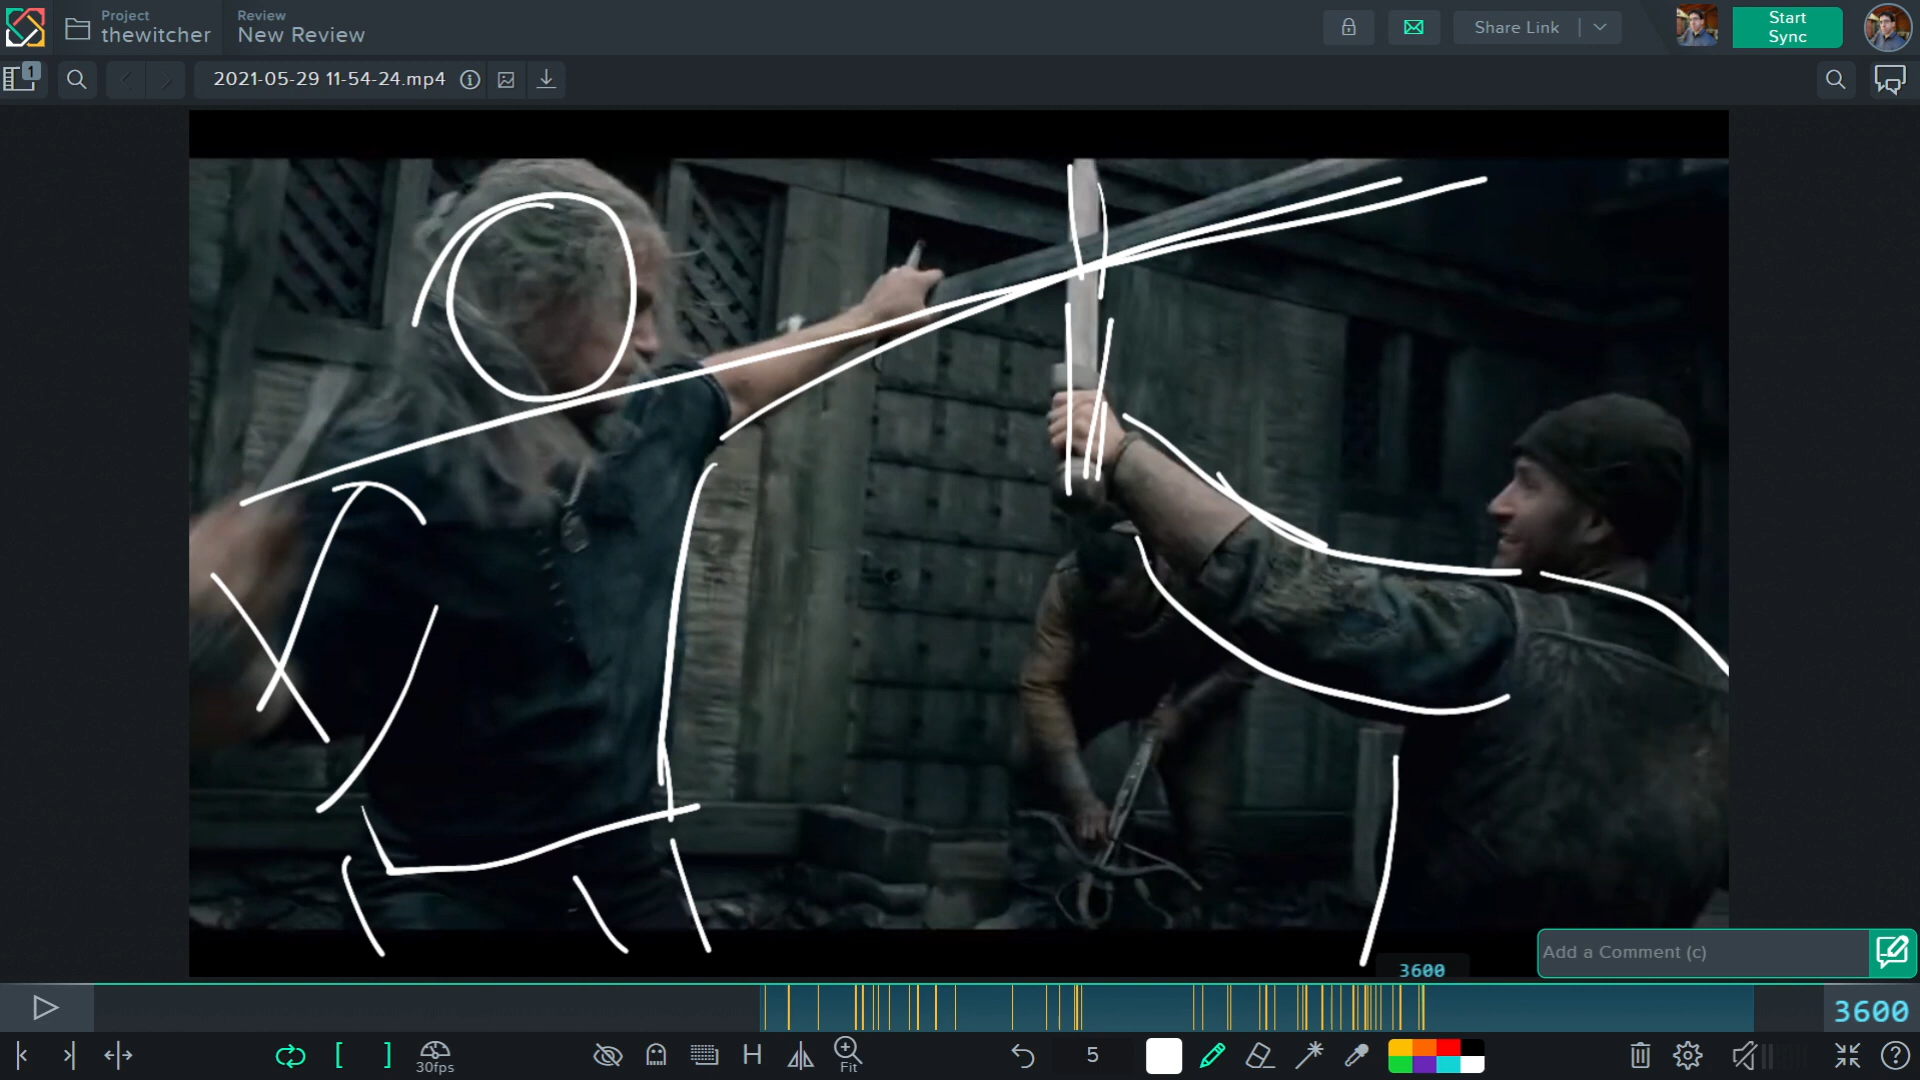 Project
thewitcher
Review
New Review
Share Link
Start
Sync
1
2021-05-29 11-54-24.mp4
Add a Comment (c)
3600
3600
30fps
H
Fit
5